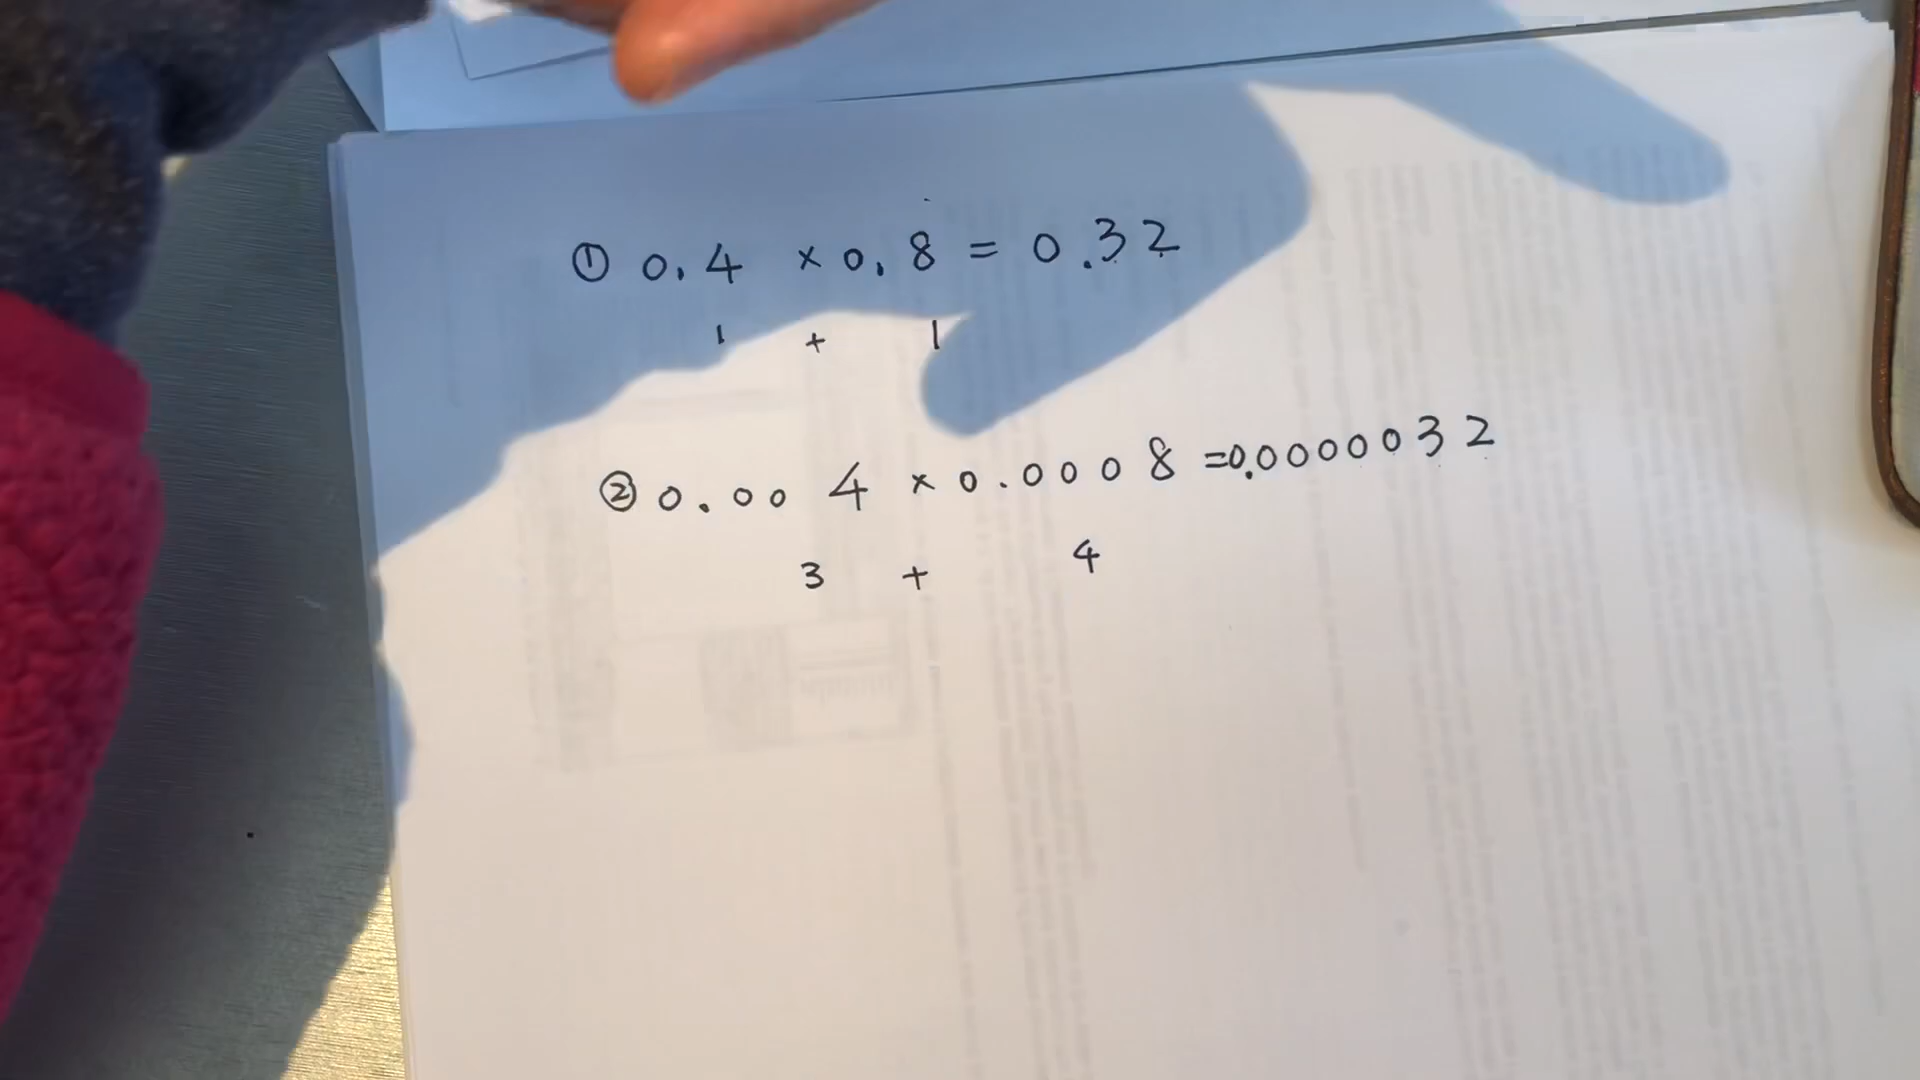 ① 0.4 × 0.8 = 0.32
1 + 1
② 0.004 × 0.0008 = 0.0000032
3 + 4